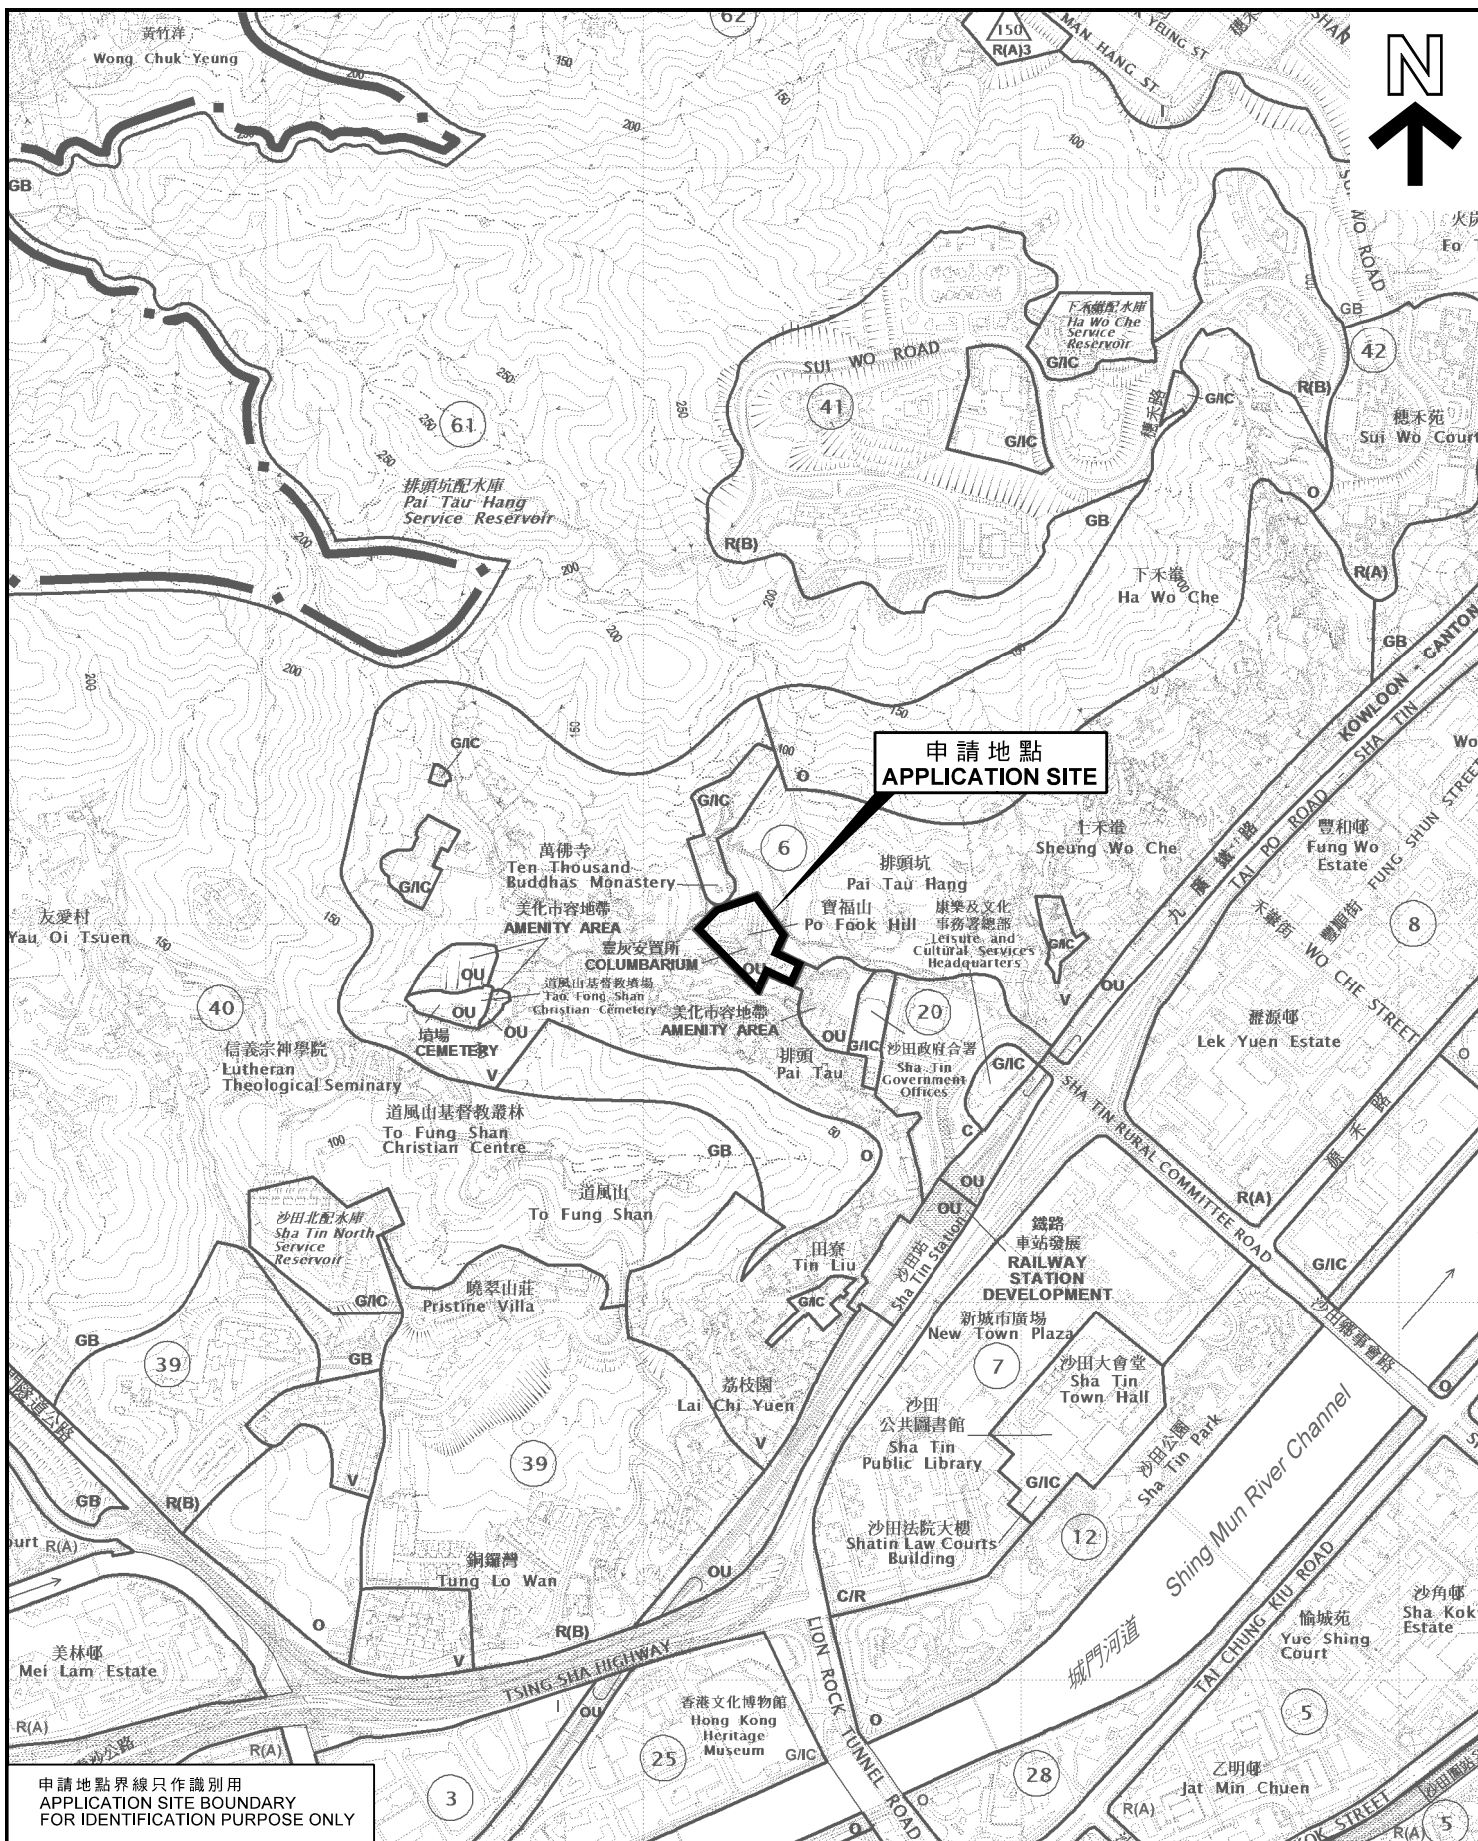 黃竹洋
Wong Chuk Yeung
62
150
R(A)3
MAN HANG ST
YEUNG ST
N
GB
SUI WO ROAD
41
下禾輋配水庫
Ha Wo Che
Service
Reservoir
G/IC
G/IC
穗禾路
G/IC
R(B)
GB
42
穗禾苑
Sui Wo Court
O
R(A)
61
排頭坑配水庫
Pai Tau Hang
Service Reservoir
R(B)
GB
下禾輋
Ha Wo Che
GB
KOWLOON - CANTON
TAI PO ROAD - SHA TIN
九廣鐵路
申請地點
APPLICATION SITE
G/IC
G/IC
O
G/IC
6
萬佛寺
Ten Thousand
Buddhas Monastery
排頭坑
Pai Tau Hang
上禾輋
Sheung Wo Che
豐和邨
Fung Wo
Estate
FUNG SHUN STREET
豐順街
禾輋街
WO CHE STREET
8
友愛村
Yau Oi Tsuen
美化市容地帶
AMENITY AREA
寶福山
Po Fook Hill
康樂及文化
事務署總部
Leisure and
Cultural Services
Headquarters
G/IC
靈灰安置所
COLUMBARIUM
OU
OU
道風山基督教墳場
Tao Fong Shan
Christian Cemetery
OU
OU
墳場
CEMETERY
V
美化市容地帶
AMENITY AREA
OU
G/IC
20
V
OU
40
信義宗神學院
Lutheran
Theological Seminary
排頭
Pai Tau
沙田政府合署
Sha Tin
Government
Offices
G/IC
瀝源邨
Lek Yuen Estate
O
道風山基督教叢林
To Fung Shan
Christian Centre
GB
O
C
SHA TIN RURAL COMMITTEE ROAD
源禾路
道風山
To Fung Shan
OU
OU
R(A)
沙田北配水庫
Sha Tin North
Service
Reservoir
G/IC
田寮
Tin Liu
G/IC
沙田站
Sha Tin Station
鐵路
車站發展
RAILWAY
STATION
DEVELOPMENT
G/IC
曉翠山莊
Pristine Villa
新城市廣場
New Town Plaza
沙田鄉事會路
GB
39
GB
7
沙田大會堂
Sha Tin
Town Hall
荔枝園
Lai Chi Yuen
沙田
公共圖書館
Sha Tin
Public Library
沙田公園
Sha Tin Park
O
V
39
V
G/IC
GB
R(B)
12
Shing Mun River Channel
城門河道
沙田法院大樓
Shatin Law Courts
Building
R(A)
銅鑼灣
Tung Lo Wan
OU
C/R
TAI CHUNG KIU ROAD
沙角邨
Sha Kok
Estate
愉城苑
Yue Shing
Court
O
R(B)
V
美林邨
Mei Lam Estate
TSING SHA HIGHWAY
LION ROCK TUNNEL ROAD
OU
香港文化博物館
Hong Kong
Heritage
Museum
G/IC
O
5
R(A)
R(A)
25
28
乙明邨
Jat Min Chuen
3
O
O
R(A)
R(A)
5
申請地點界線只作識別用
APPLICATION SITE BOUNDARY
FOR IDENTIFICATION PURPOSE ONLY